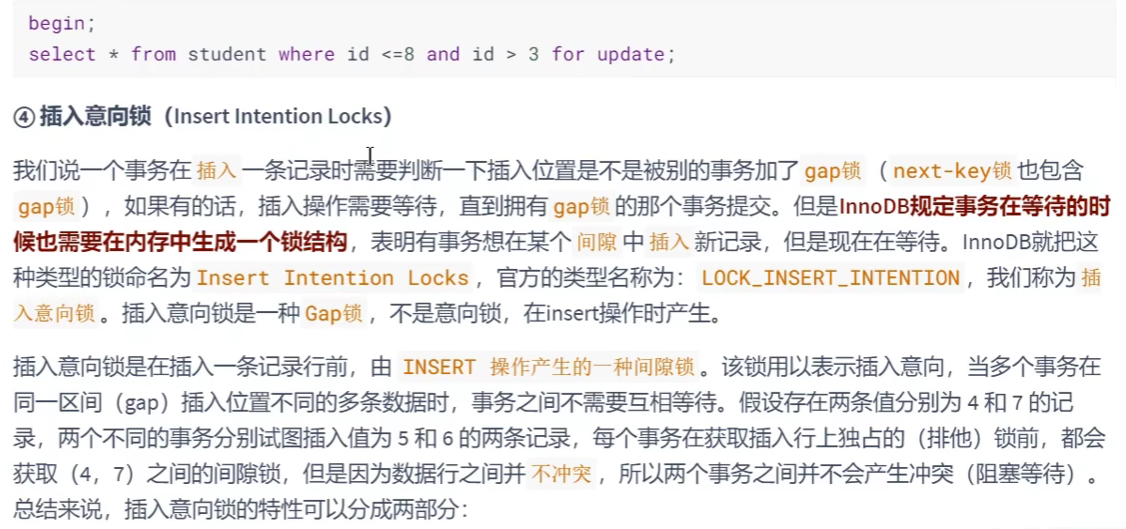 begin;
select * from student where id <=8 and id > 3 for update;
④ 插入意向锁（Insert Intention Locks）
我们说一个事务在 插入 一条记录时需要判断一下插入位置是不是被别的事务加了 gap锁 （ next-key锁 也包含
gap锁 ），如果有的话，插入操作需要等待，直到拥有 gap锁 的那个事务提交。但是InnoDB规定事务在等待的时
候也需要在内存中生成一个锁结构，表明有事务想在某个 间隙 中 插入 新记录，但是现在在等待。InnoDB就把这
种类型的锁命名为 Insert Intention Locks ，官方的类型名称为： LOCK_INSERT_INTENTION ，我们称为 插
入意向锁 。插入意向锁是一种 Gap锁 ，不是意向锁，在insert操作时产生。
插入意向锁是在插入一条记录行前，由 INSERT 操作产生的一种间隙锁 。该锁用以表示插入意向，当多个事务在
同一区间（gap）插入位置不同的多条数据时，事务之间不需要互相等待。假设存在两条值分别为 4 和 7 的记
录，两个不同的事务分别试图插入值为 5 和 6 的两条记录，每个事务在获取插入行上独占的（排他）锁前，都会
获取（4，7）之间的间隙锁，但是因为数据行之间并 不冲突 ，所以两个事务之间并不会产生冲突（阻塞等待）。
总结来说，插入意向锁的特性可以分成两部分：